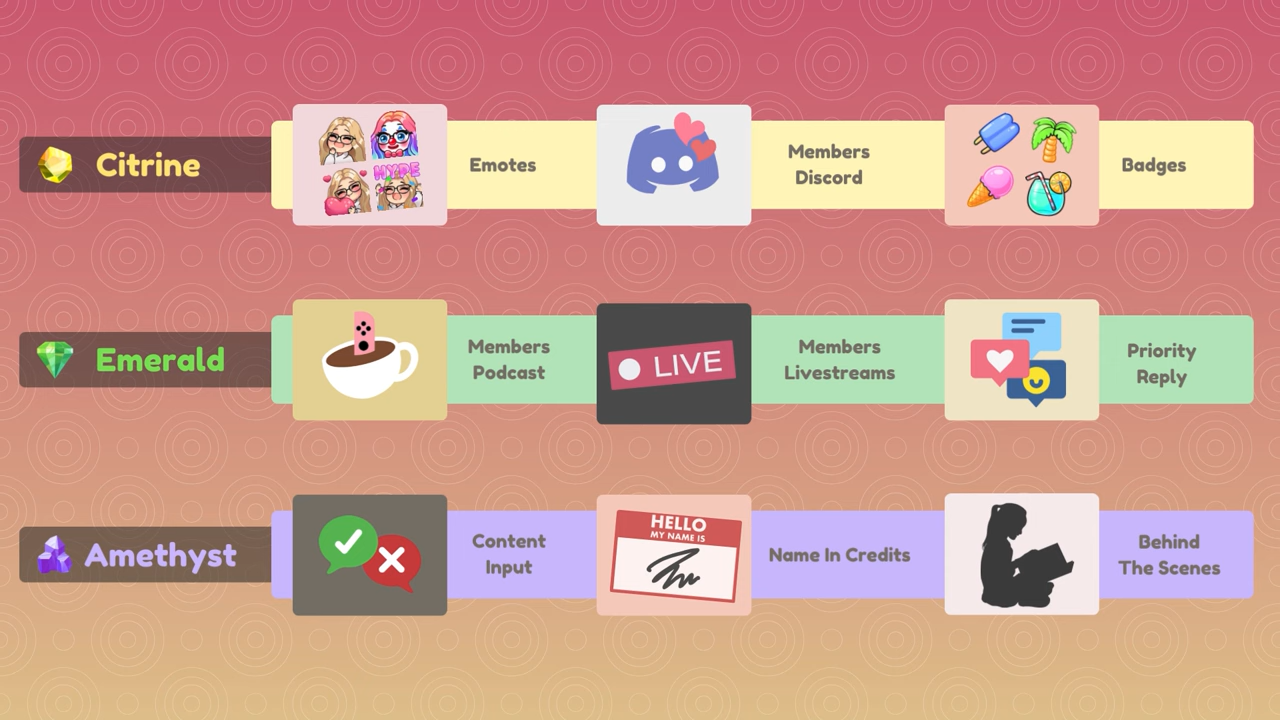 Citrine
HYPE
Emotes
Members
Discord
Badges
Emerald
Members
Podcast
LIVE
Members
Livestreams
Priority
Reply
Amethyst
Content
Input
HELLO
MY NAME IS
Name In Credits
Behind
The Scenes